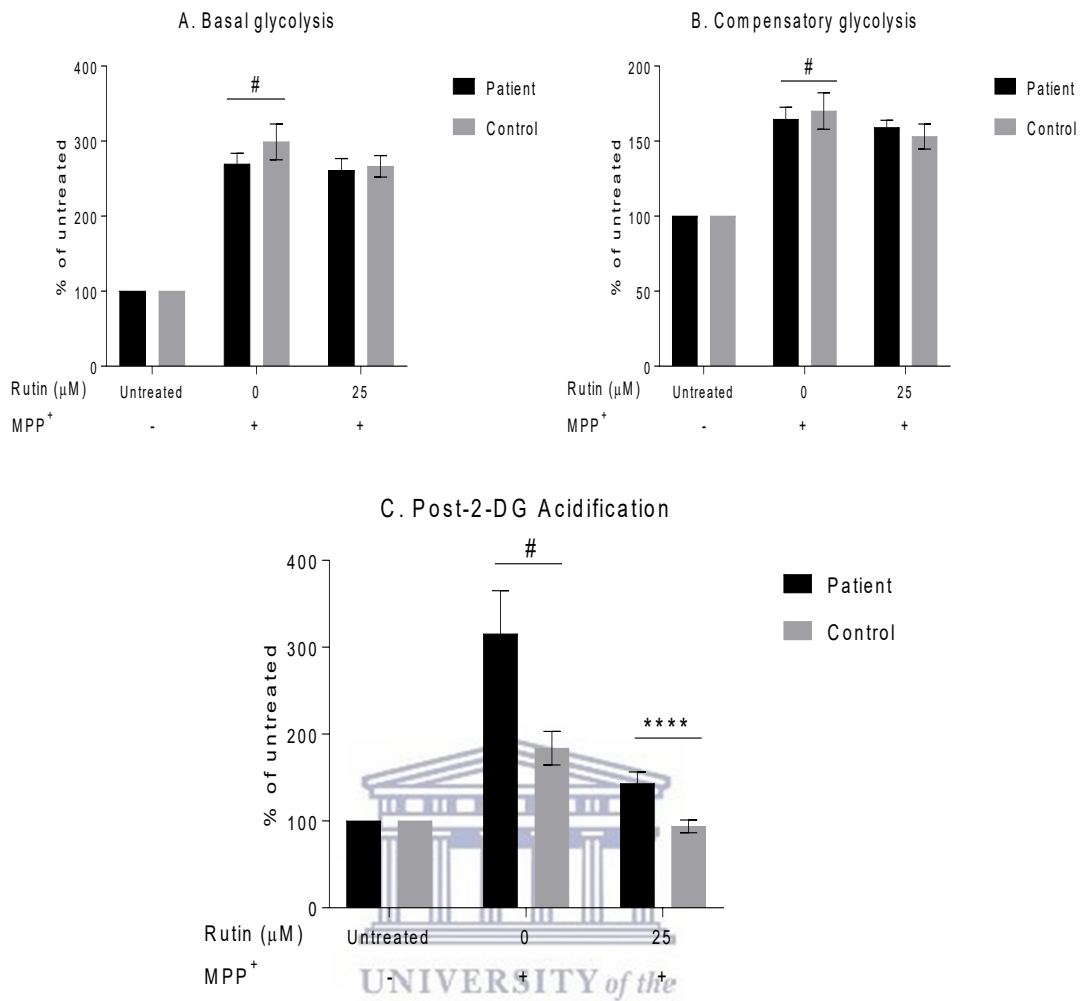 A. Basal glycolysis
400
300
200
100
0
% of untreated
#
Patient
Control
Rutin (μM) Untreated 0 25
MPP+ - + +
B. Compensatory glycolysis
200
150
100
50
0
% of untreated
#
Patient
Control
Rutin (μM) Untreated 0 25
MPP+ - + +
C. Post-2-DG Acidification
400
300
200
100
0
% of untreated
#
****
Patient
Control
Rutin (μM) Untreated 0 25
MPP+ - + +
UNIVERSITY of the